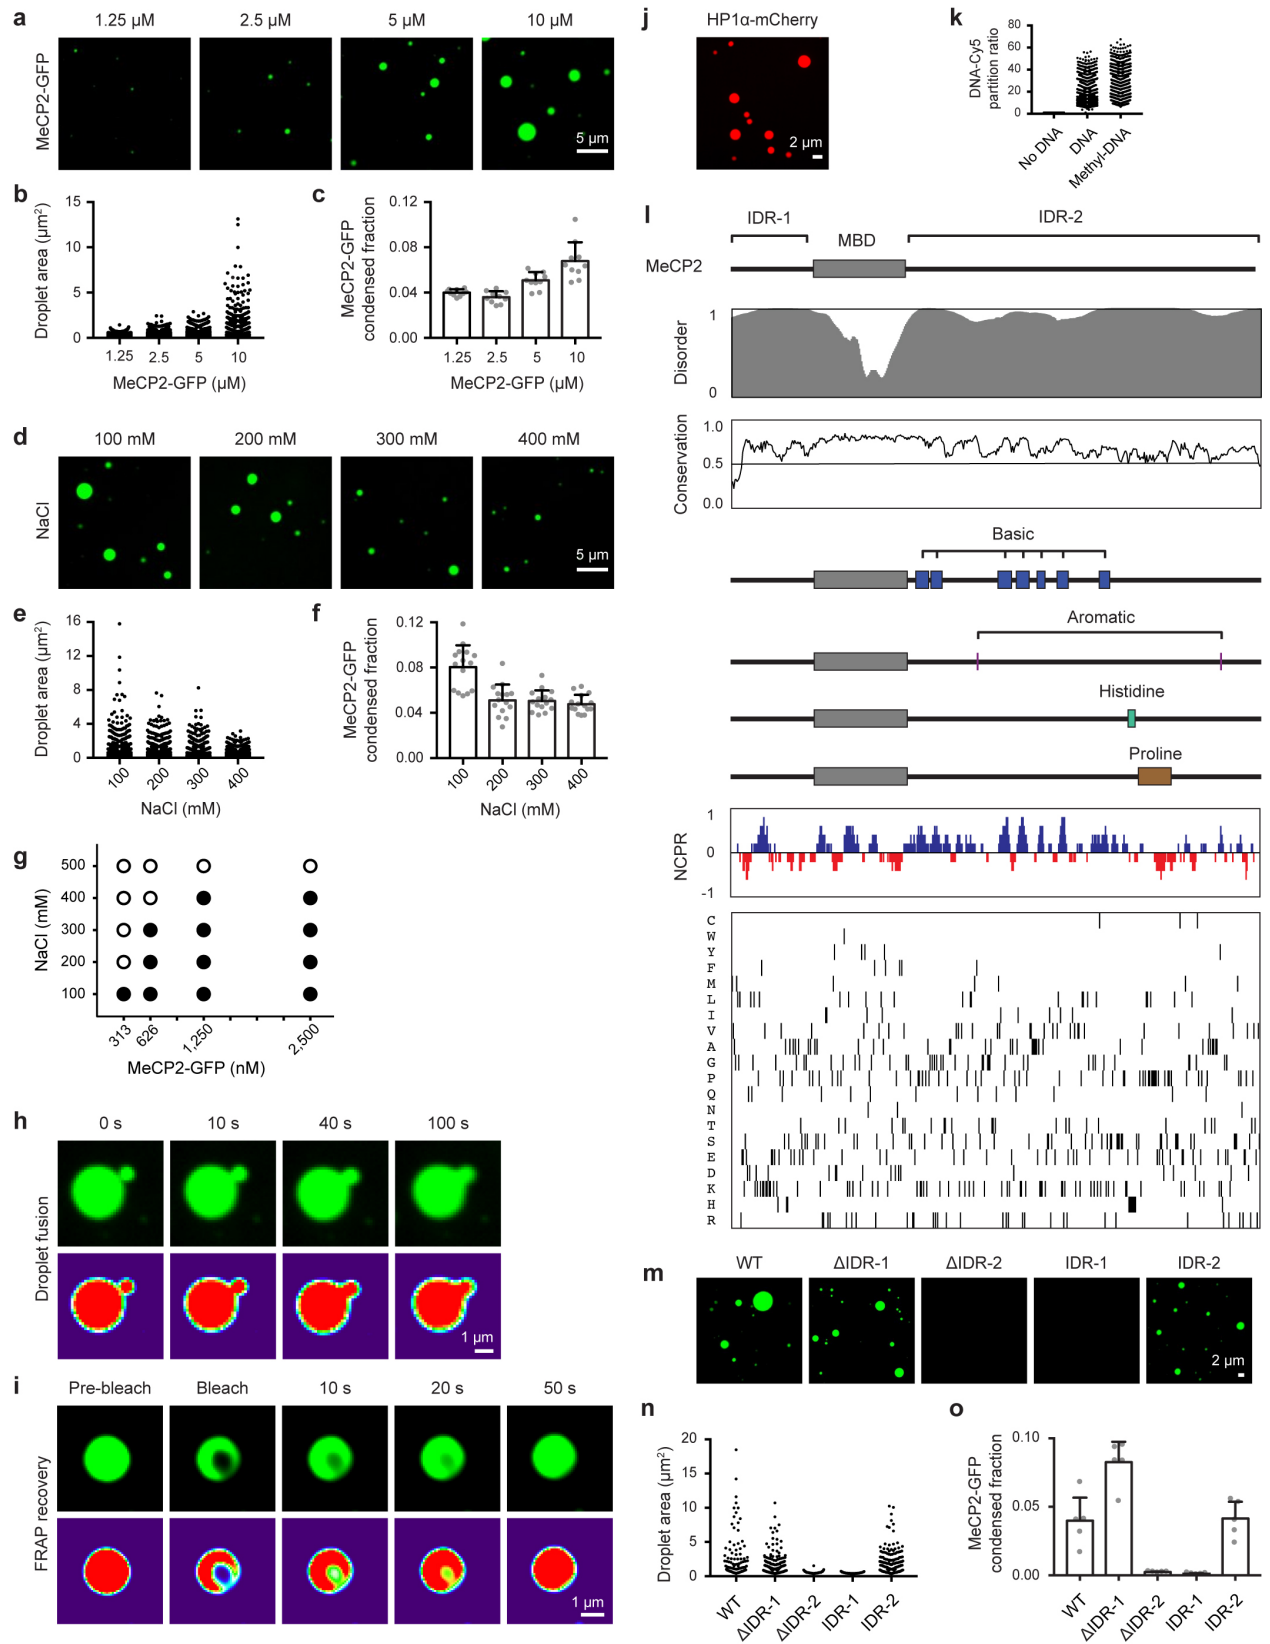 a
1.25 µM
2.5 µM
5 µM
10 µM
MeCP2-GFP
5 µm
b
Droplet area (µm²)
15
10
5
0
1.25
2.5
5
10
MeCP2-GFP (µM)
c
MeCP2-GFP
condensed fraction
0.12
0.08
0.04
0.00
1.25
2.5
5
10
MeCP2-GFP (µM)
d
100 mM
200 mM
300 mM
400 mM
NaCl
5 µm
e
Droplet area (µm²)
16
12
8
4
0
100
200
300
400
NaCl (mM)
f
MeCP2-GFP
condensed fraction
0.12
0.08
0.04
0.00
100
200
300
400
NaCl (mM)
g
NaCl (mM)
500
400
300
200
100
313
626
1,250
2,500
MeCP2-GFP (nM)
h
0 s
10 s
40 s
100 s
Droplet fusion
1 µm
i
Pre-bleach
Bleach
10 s
20 s
50 s
FRAP recovery
1 µm
j
HP1α-mCherry
2 µm
k
DNA-Cy5
partition ratio
80
60
40
20
0
No DNA
DNA
Methyl-DNA
l
IDR-1
IDR-2
MBD
MeCP2
Disorder
1
0
Conservation
1.0
0.5
0.0
Basic
Aromatic
Histidine
Proline
NCPR
1
0
-1
C
W
Y
F
M
L
I
V
A
G
P
Q
N
T
S
E
D
K
H
R
m
WT
ΔIDR-1
ΔIDR-2
IDR-1
IDR-2
2 µm
n
Droplet area (µm²)
20
15
10
5
0
WT
ΔIDR-1
ΔIDR-2
IDR-1
IDR-2
o
MeCP2-GFP
condensed fraction
0.10
0.05
0.00
WT
ΔIDR-1
ΔIDR-2
IDR-1
IDR-2